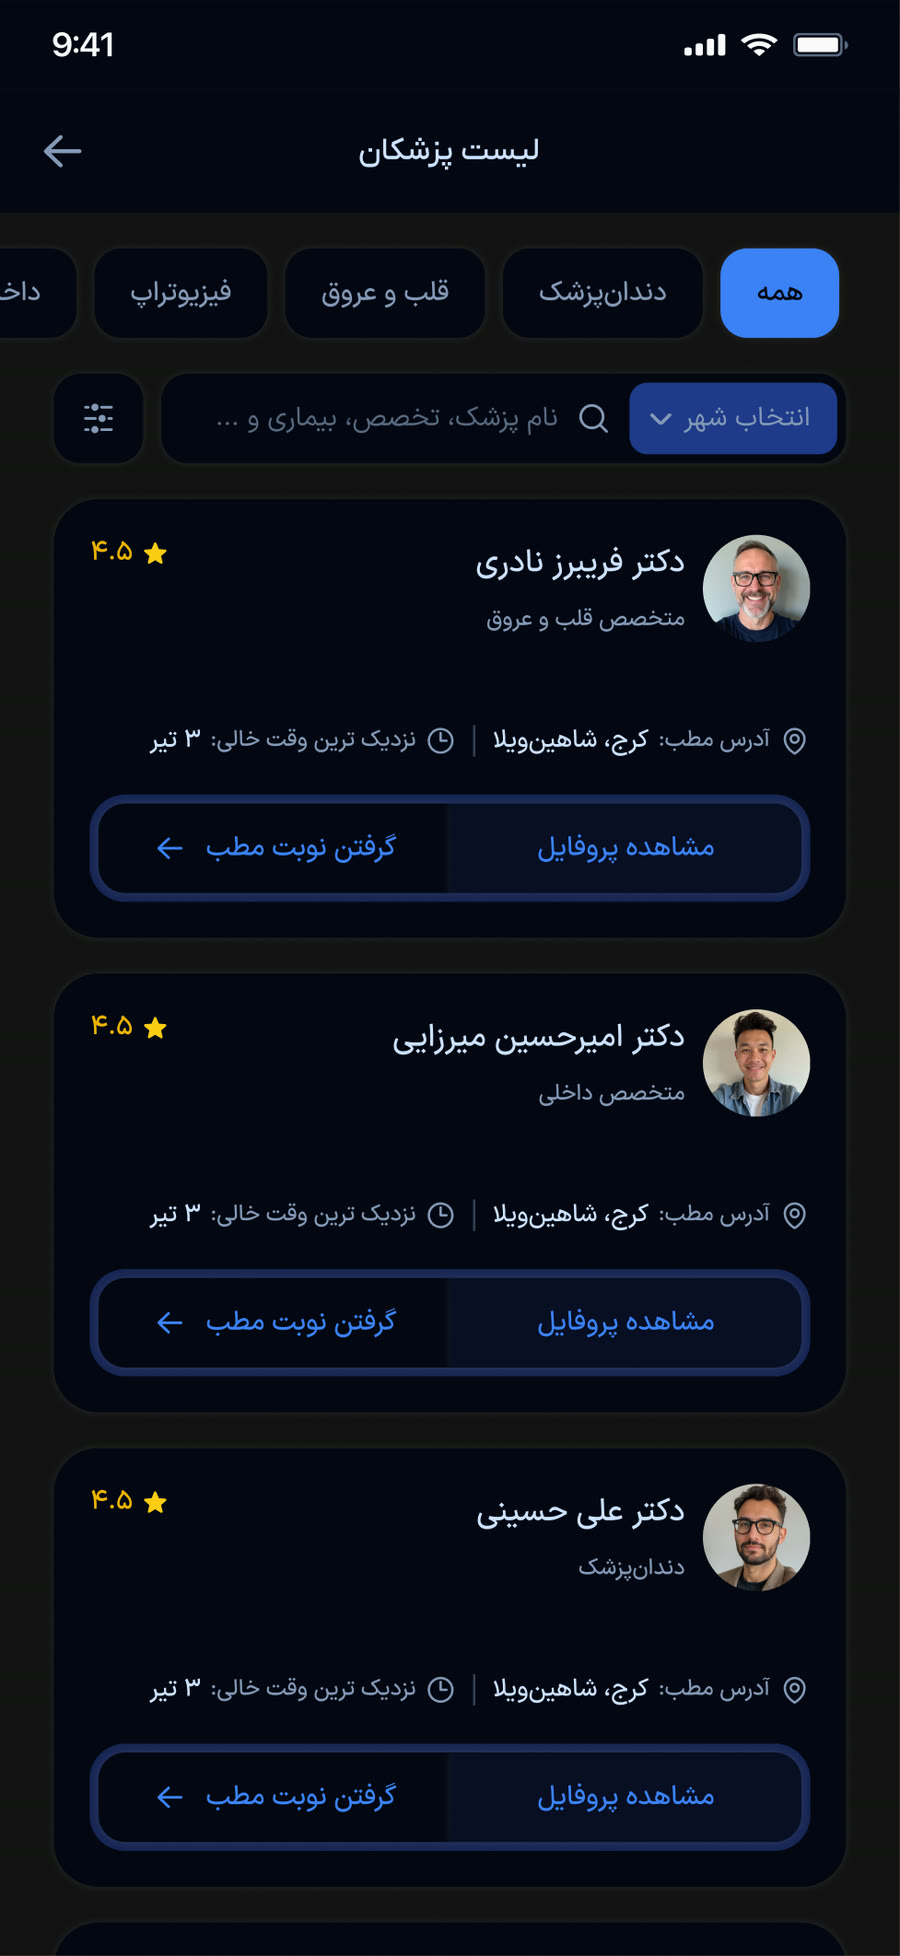 9:41
لیست پزشکان
همه
دندان‌پزشک
قلب و عروق
فیزیوتراپ
داخ
انتخاب شهر
نام پزشک، تخصص، بیماری و ...
دکتر فریبرز نادری
۴.۵
متخصص قلب و عروق
آدرس مطب: کرج، شاهین‌ویلا | نزدیک ترین وقت خالی: ۳ تیر
مشاهده پروفایل
گرفتن نوبت مطب
دکتر امیرحسین میرزایی
۴.۵
متخصص داخلی
آدرس مطب: کرج، شاهین‌ویلا | نزدیک ترین وقت خالی: ۳ تیر
مشاهده پروفایل
گرفتن نوبت مطب
دکتر علی حسینی
۴.۵
دندان‌پزشک
آدرس مطب: کرج، شاهین‌ویلا | نزدیک ترین وقت خالی: ۳ تیر
مشاهده پروفایل
گرفتن نوبت مطب